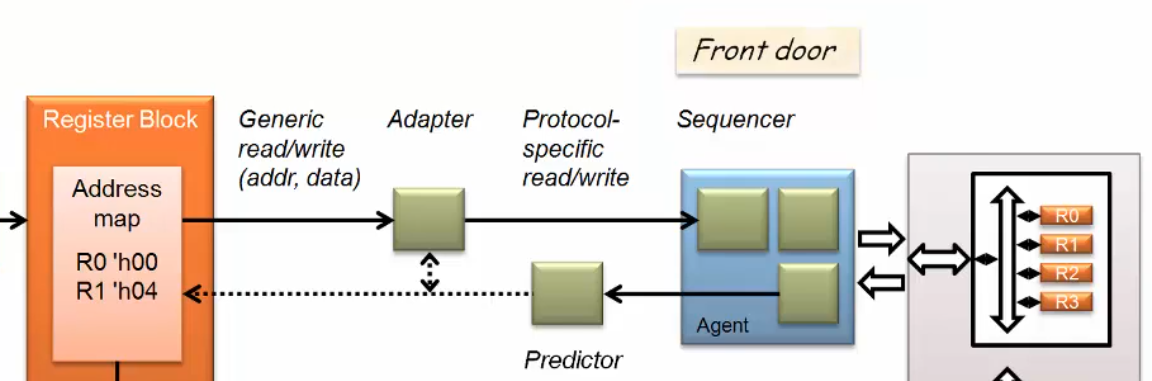 Front door
Register Block
Generic
read/write
(addr, data)
Adapter
Protocol-
specific
read/write
Sequencer
Address
map
R0 'h00
R1 'h04
Agent
Predictor
R0
R1
R2
R3